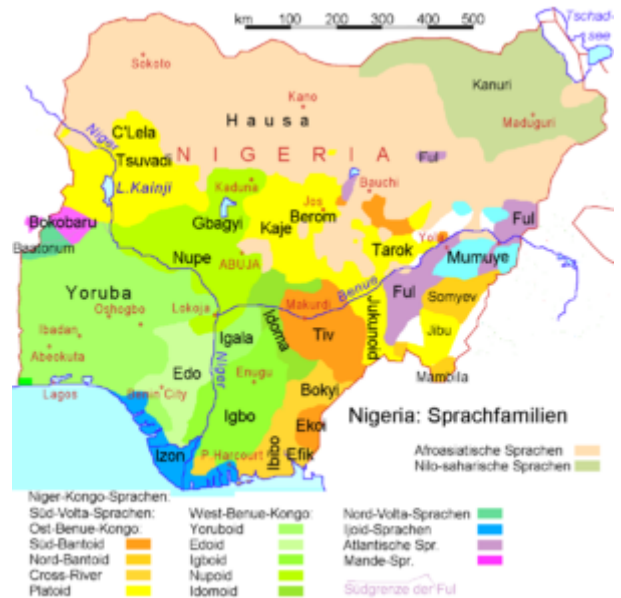 km 0 100 200 300 400 500
Tschad-
see
Sokoto
Kanuri
Kano
Hausa
Maduguri
C'Lela
Niger
Tsuvadi
NIGERIA
Ful
L.Kainji
Kaduna
Bauchi
Jos
Bokobaru
Gbagyi
Berom
Ful
Kaje
Baatonum
Tarok
Yola
Nupe
ABUJA
Mumuye
Benue
Yoruba
Ful
Somyev
Oshogbo
Lokoja
Makurdi
Idoma
Jukunoid
Ibadan
Tiv
Jibu
Igala
Abeokuta
Niger
Edo
Enugu
Mambila
Lagos
Benin City
Bokyi
Igbo
Nigeria: Sprachfamilien
Ekoi
Izon
P.Harcourt
Ibibo
Efik
Afroasiatische Sprachen
Nilo-saharische Sprachen
Niger-Kongo-Sprachen:
Süd-Volta-Sprachen:
Ost-Benue-Kongo:
Süd-Bantoid
Nord-Bantoid
Cross-River
Platoid
West-Benue-Kongo:
Yoruboid
Edoid
Igboid
Nupoid
Idomoid
Nord-Volta-Sprachen
Ijoid-Sprachen
Atlantische Spr.
Mande-Spr.
Südgrenze der Ful